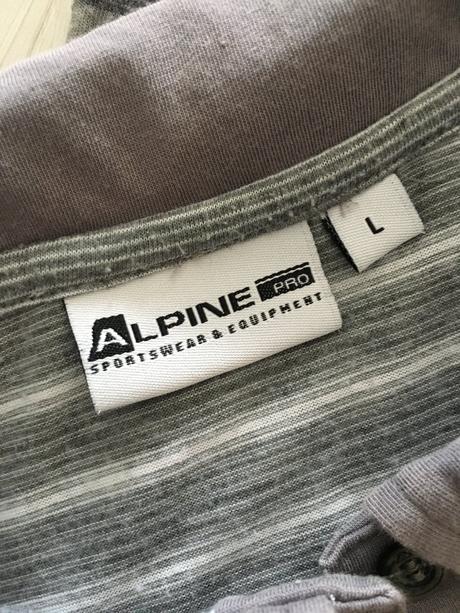 ALPINE PRO
SPORTSWEAR & EQUIPMENT
L